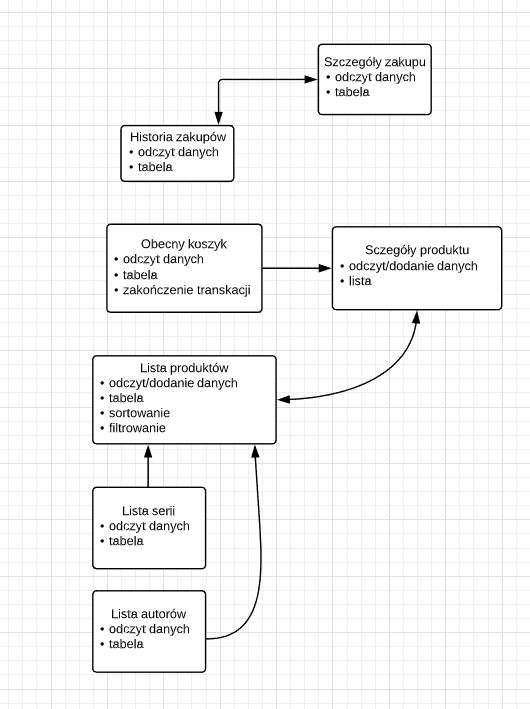 Szczegóły zakupu
• odczyt danych
• tabela
Historia zakupów
• odczyt danych
• tabela
Obecny koszyk
• odczyt danych
• tabela
• zakończenie transkacji
Sczegóły produktu
• odczyt/dodanie danych
• lista
Lista produktów
• odczyt/dodanie danych
• tabela
• sortowanie
• filtrowanie
Lista serii
• odczyt danych
• tabela
Lista autorów
• odczyt danych
• tabela